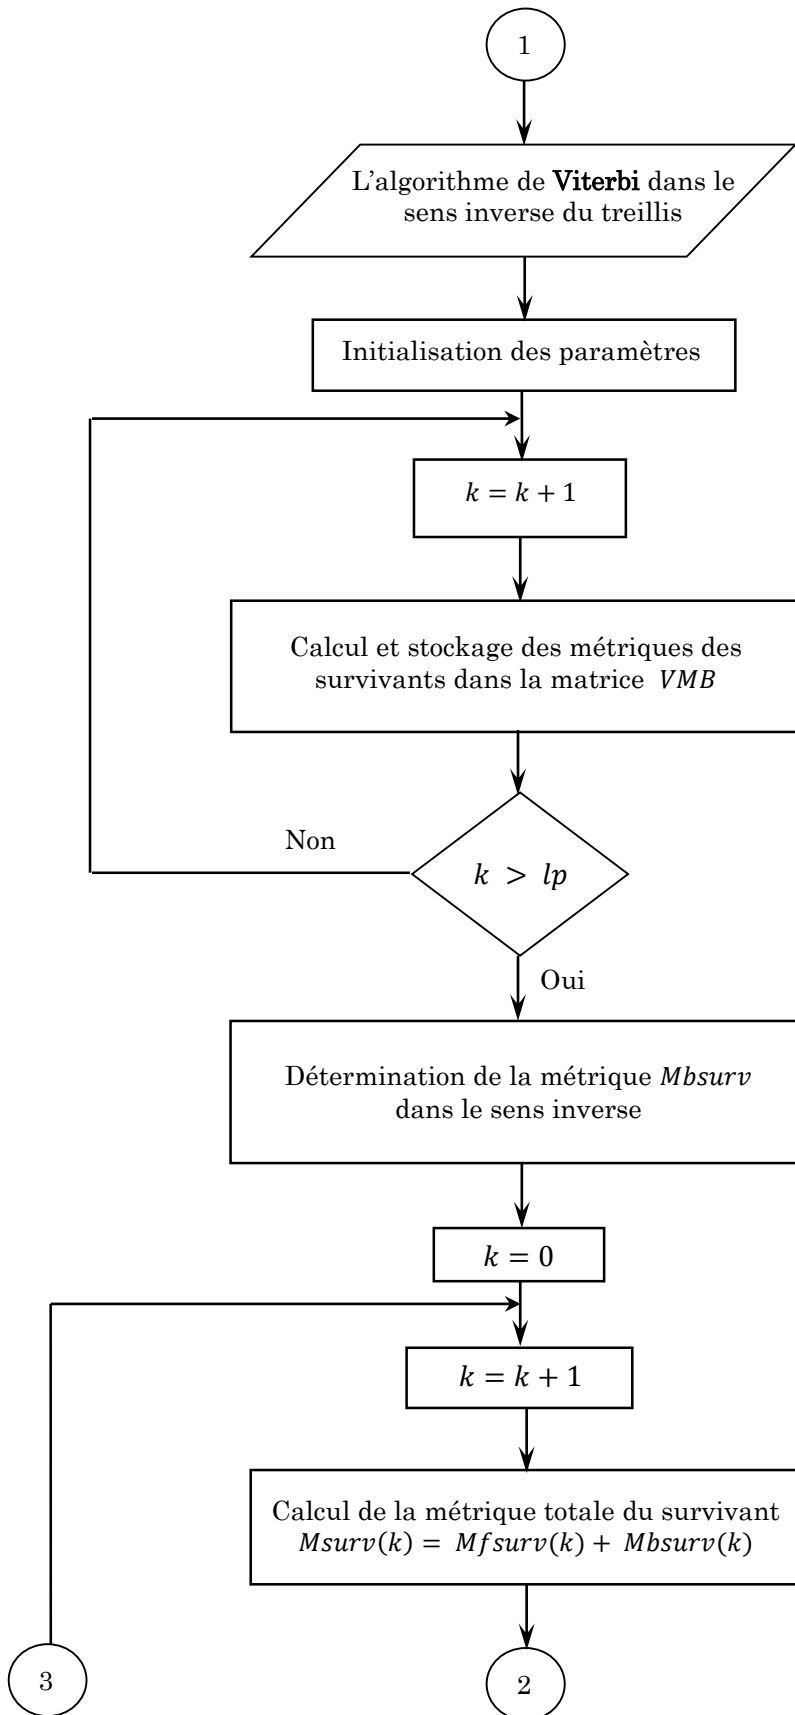 1
L'algorithme de Viterbi dans le
sens inverse du treillis
Initialisation des paramètres
k = k + 1
Calcul et stockage des métriques des
survivants dans la matrice VMB
Non
k > lp
Oui
Détermination de la métrique Mbsurv
dans le sens inverse
k = 0
k = k + 1
Calcul de la métrique totale du survivant
Msurv(k) = Mfsurv(k) + Mbsurv(k)
3
2